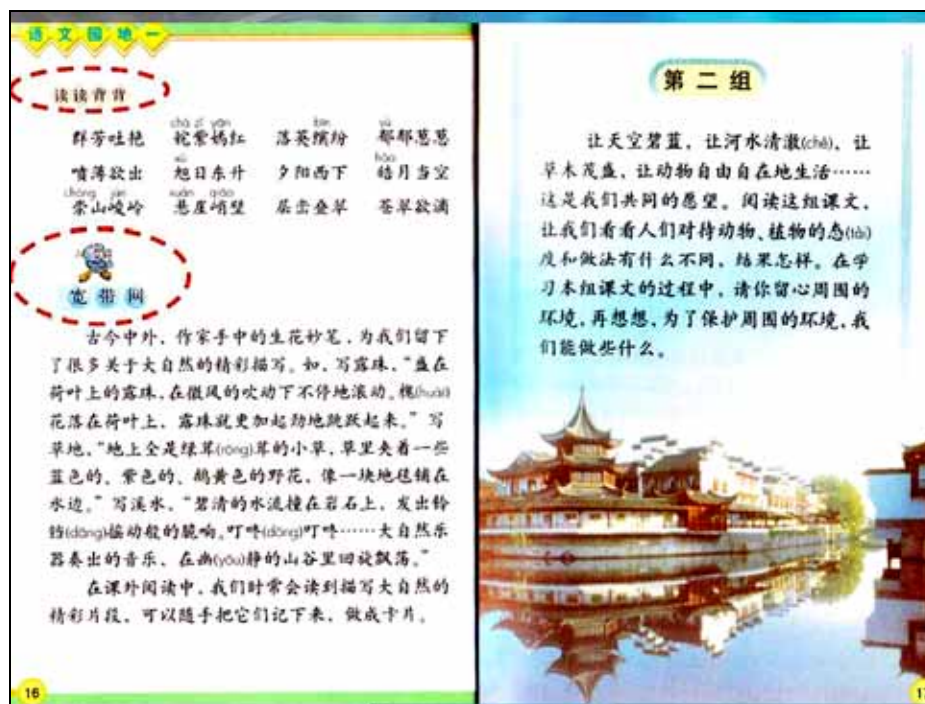 语文园地一
读读背背
chà zǐ yān bīn yù
群芳吐艳 姹紫嫣红 落英缤纷 郁郁葱葱
xù hào
喷薄欲出 旭日东升 夕阳西下 皓月当空
chóng jùn xuán qiào
崇山峻岭 悬崖峭壁 层峦叠翠 苍翠欲滴
宽带网
古今中外，作家手中的生花妙笔，为我们留下
了很多关于大自然的精彩描写。如，写露珠，“盛在
荷叶上的露珠，在微风的吹动下不停地滚动。槐(huái)
花落在荷叶上，露珠就更加起劲地跳跃起来。”写
草地，“地上全是绿茸(róng)茸的小草，草里夹着一些
蓝色的、紫色的、鹅黄色的野花，像一块地毯铺在
水边。”写溪水，“碧清的水流撞在岩石上，发出铃
铛(dāng)摇动般的脆响。叮咚(dōng)叮咚……大自然乐
器奏出的音乐，在幽(yōu)静的山谷里回旋飘荡。”
在课外阅读中，我们时常会读到描写大自然的
精彩片段，可以随手把它们记下来，做成卡片。
16
第二组
让天空碧蓝，让河水清澈(chè)，让
草木茂盛，让动物自由自在地生活……
这是我们共同的愿望。阅读这组课文，
让我们看看人们对待动物、植物的态(tài)
度和做法有什么不同，结果怎样。在学
习本组课文的过程中，请你留心周围的
环境，再想想，为了保护周围的环境，我
们能做些什么。
17